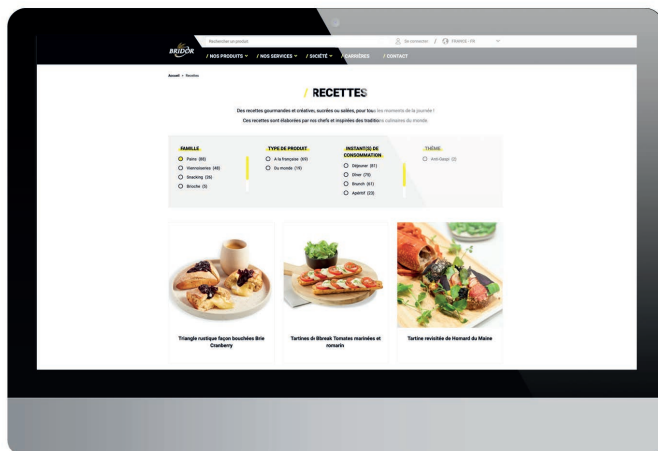 BRIDOR
Rechercher un produit
Se connecter / FRANCE - FR
/ NOS PRODUITS / NOS SERVICES / SOCIÉTÉ / CARRIÈRES / CONTACT
Accueil > Recettes
/ RECETTES
Des recettes gourmandes et créative, sucrées ou salées, pour tous les moments de la journée !
Ces recettes sont élaborées par nos chefs et inspirées des traditions culinaires du monde.
FAMILLE
Pains (88)
Viennoiseries (48)
Snacking (26)
Brioche (5)
TYPE DE PRODUIT
A la française (69)
Du monde (19)
INSTANT(S) DE
CONSOMMATION
Déjeuner (81)
Dîner (75)
Brunch (61)
Apéritif (23)
THÈME
Anti-Gaspi (2)
Triangle rustique façon bouchées Brie
Cranberry
Tartines de Bbreak Tomates marinées et
romarin
Tartine revisitée de Homard du Maine